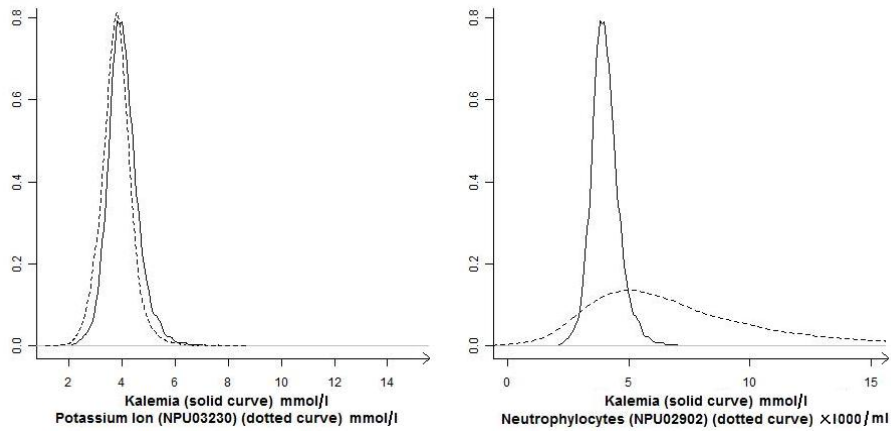 0.8
0.6
0.4
0.2
0.0
2 4 6 8 10 12 14
Kalemia (solid curve) mmol/l
Potassium Ion (NPU03230) (dotted curve) mmol/l
0.8
0.6
0.4
0.2
0.0
0 5 10 15
Kalemia (solid curve) mmol/l
Neutrophylocytes (NPU02902) (dotted curve) ×1000/ml